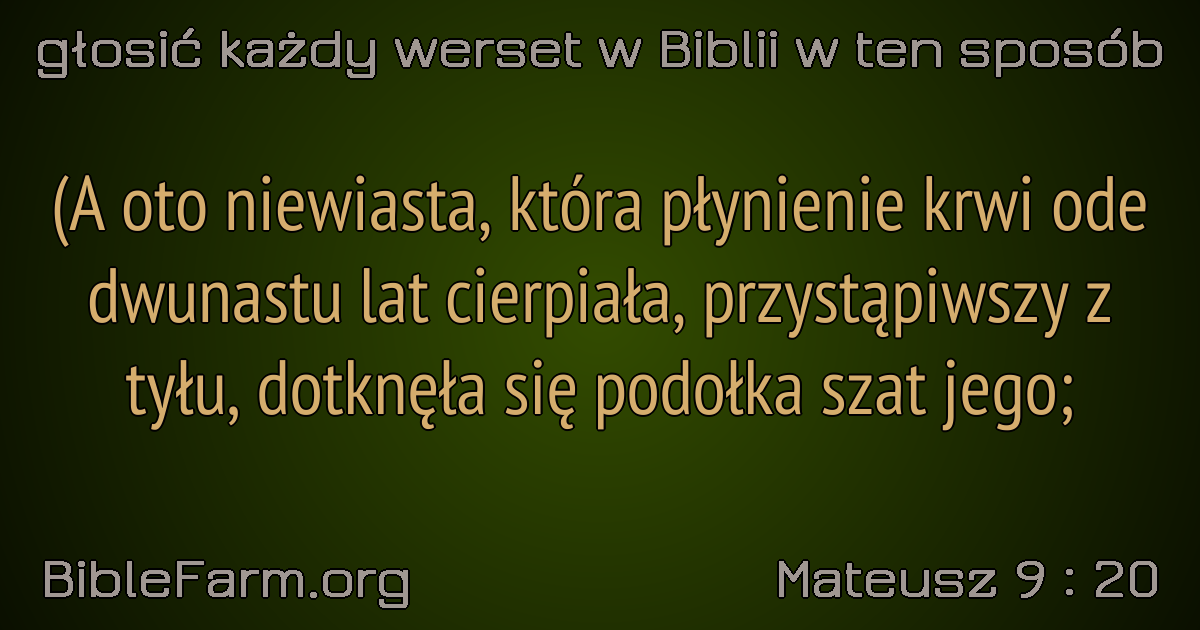 głosić każdy werset w Biblii w ten sposób
(A oto niewiasta, która płynienie krwi ode
dwunastu lat cierpiała, przystąpiwszy z
tyłu, dotknęła się podołka szat jego;
BibleFarm.org
Mateusz 9 : 20